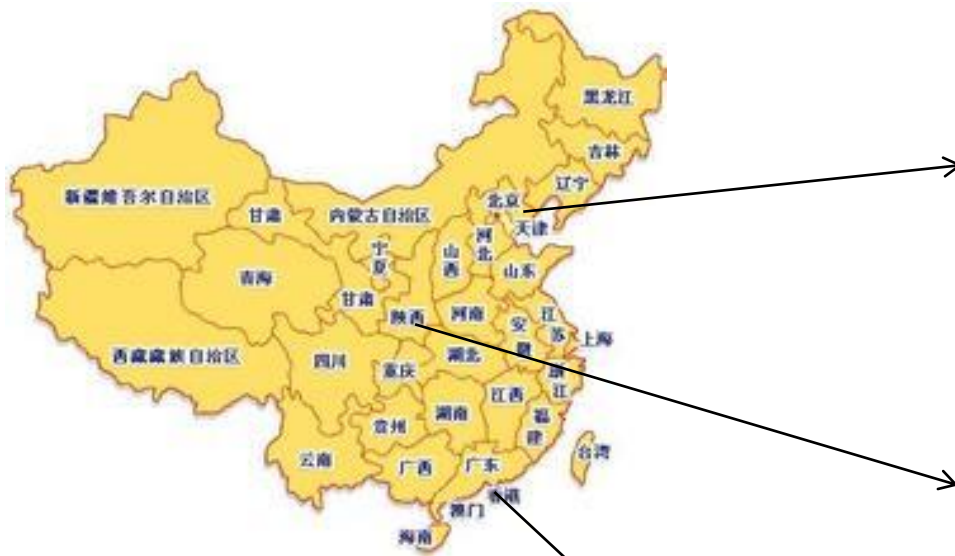 黑龙江
吉林
辽宁
新疆维吾尔自治区
甘肃
内蒙古自治区
北京
天津
宁夏
山西
河北
山东
青海
甘肃
陕西
河南
安徽
江苏
上海
西藏藏族自治区
四川
重庆
湖北
浙江
江西
湖南
贵州
福建
云南
广西
广东
台湾
香港
澳门
海南